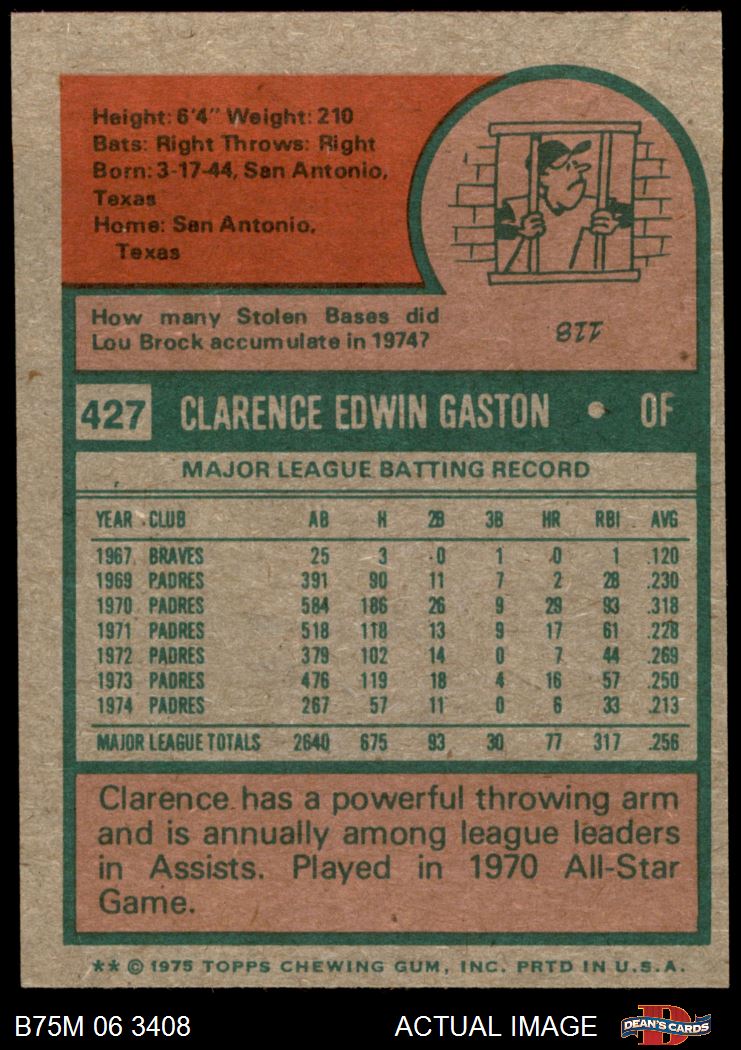 Height: 6'4" Weight: 210
Bats: Right Throws: Right
Born: 3-17-44, San Antonio,
Texas
Home: San Antonio,
Texas
How many Stolen Bases did
Lou Brock accumulate in 1974?
118
427 CLARENCE EDWIN GASTON • OF
MAJOR LEAGUE BATTING RECORD
YEAR CLUB AB H 2B 3B HR RBI AVG
1967 BRAVES 25 3 0 1 0 1 .120
1969 PADRES 391 90 11 7 2 28 .230
1970 PADRES 584 186 26 9 29 93 .318
1971 PADRES 518 118 13 9 17 61 .228
1972 PADRES 379 102 14 0 7 44 .269
1973 PADRES 476 119 18 4 16 57 .250
1974 PADRES 267 57 11 0 6 33 .213
MAJOR LEAGUE TOTALS 2640 675 93 30 77 317 .256
Clarence has a powerful throwing arm
and is annually among league leaders
in Assists. Played in 1970 All-Star
Game.
** © 1975 TOPPS CHEWING GUM, INC. PRTD IN U.S.A.
B75M 06 3408 ACTUAL IMAGE D DEAN'S CARDS